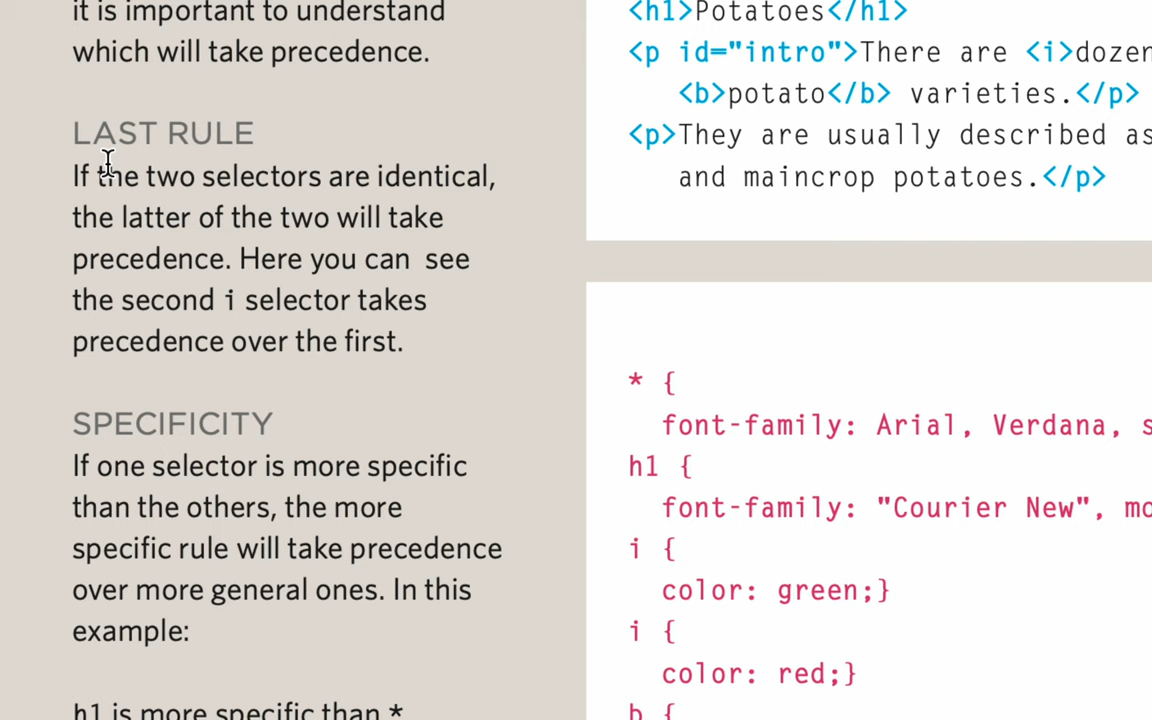 it is important to understand
which will take precedence.
LAST RULE
If the two selectors are identical,
the latter of the two will take
precedence. Here you can  see
the second i selector takes
precedence over the first.
SPECIFICITY
If one selector is more specific
than the others, the more
specific rule will take precedence
over more general ones. In this
example:
h1 is more specific than *
<h1>Potatoes</h1>
<p id="intro">There are <i>dozen
<b>potato</b> varieties.</p>
<p>They are usually described as
and maincrop potatoes.</p>
* {
font-family: Arial, Verdana, s
h1 {
font-family: "Courier New", mo
i {
color: green;}
i {
color: red;}
b {